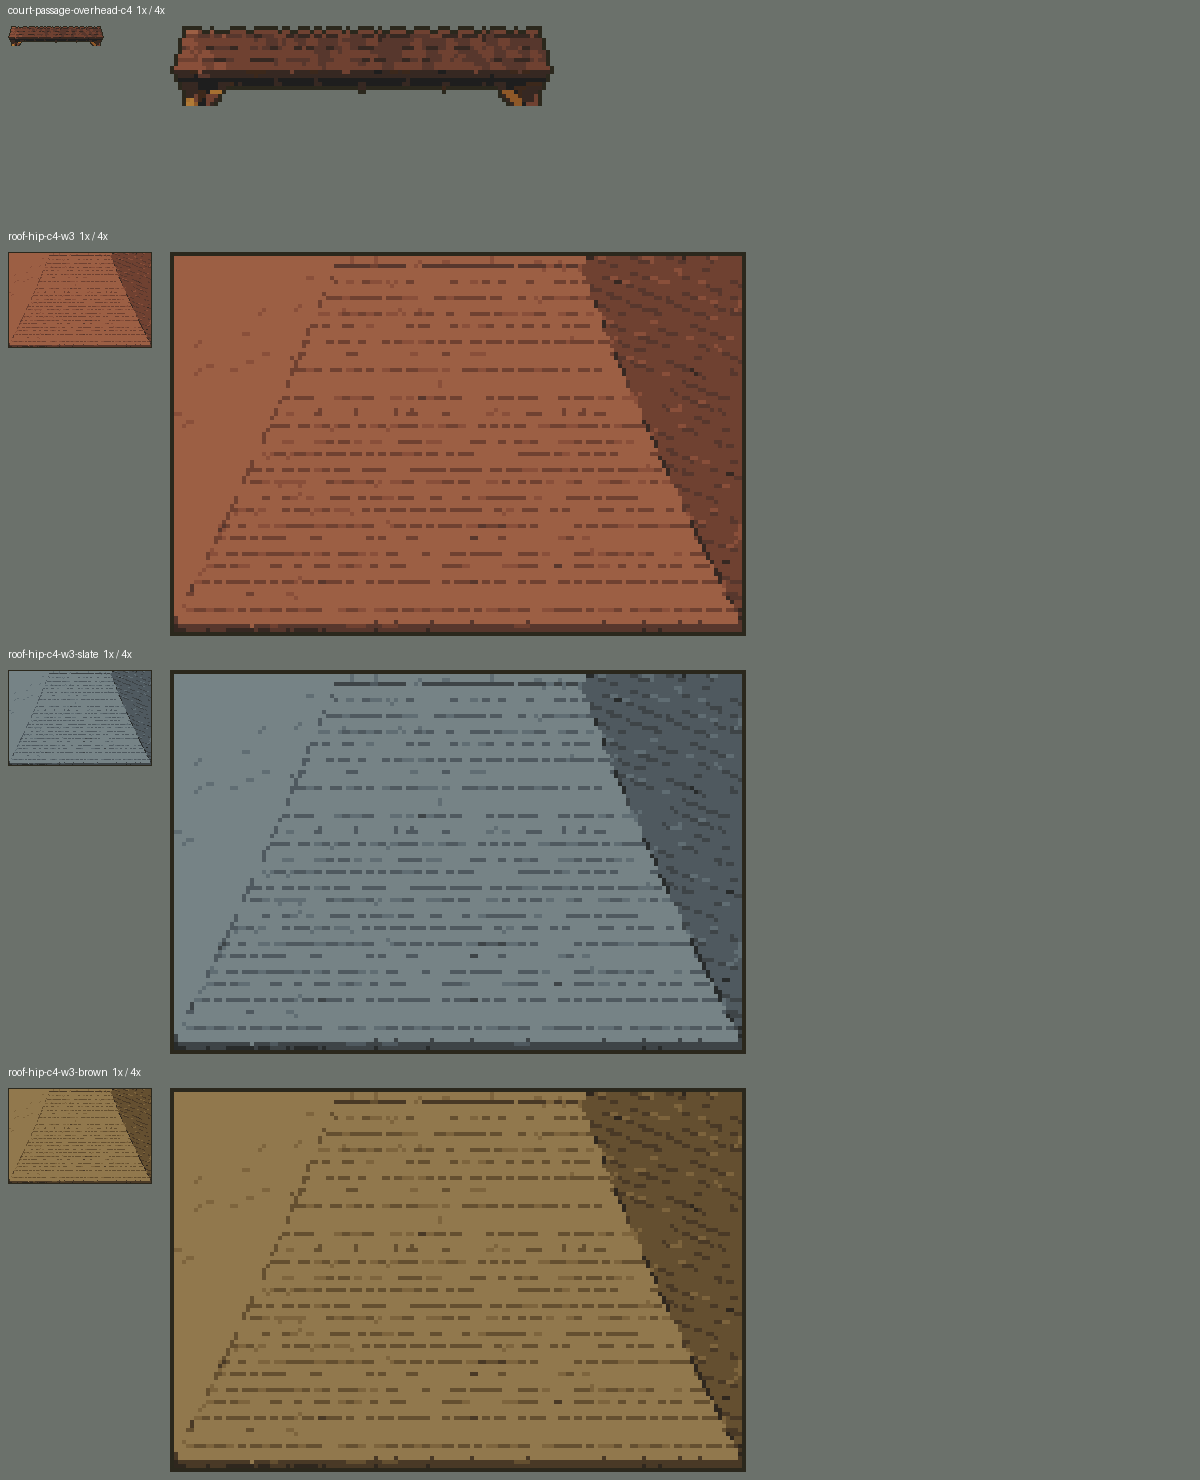 court-passage-overhead-c4 1x / 4x
roof-hip-c4-w3 1x / 4x
roof-hip-c4-w3-slate 1x / 4x
roof-hip-c4-w3-brown 1x / 4x